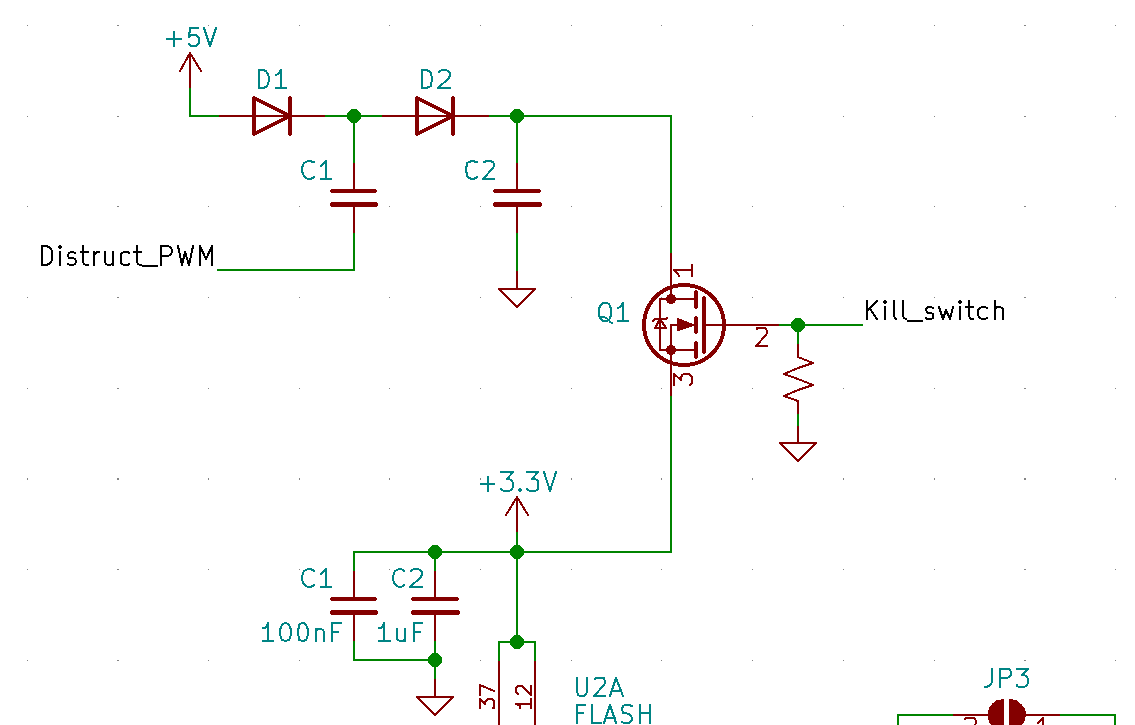 +5V
D1
D2
C1
C2
Distruct_PWM
1
Q1
Kill_switch
2
3
+3.3V
C1
C2
100nF
1uF
37
12
U2A
FLASH
JP3
2
1